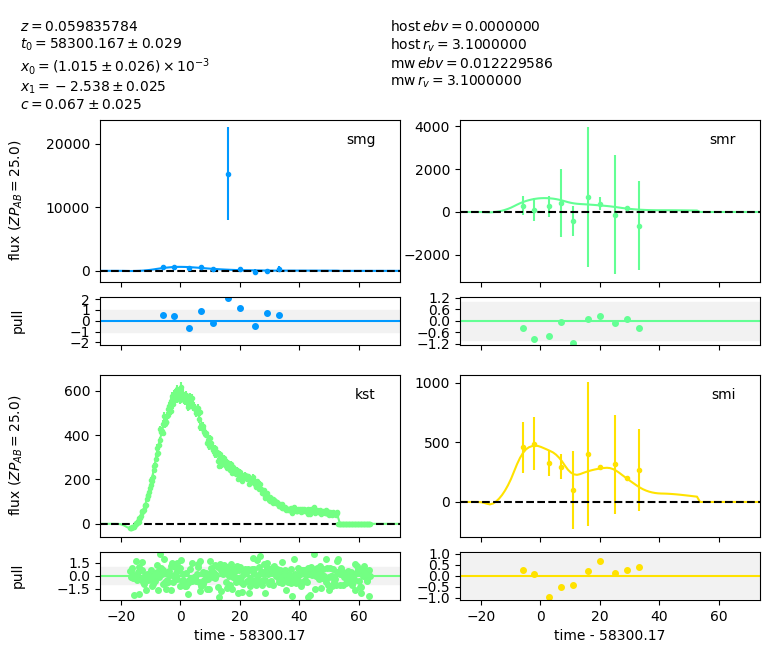 z = 0.059835784
t₀ = 58300.167 ± 0.029
x₀ = (1.015 ± 0.026) × 10⁻³
x₁ = −2.538 ± 0.025
c = 0.067 ± 0.025
host ebv = 0.0000000
host r_v = 3.1000000
mw ebv = 0.012229586
mw r_v = 3.1000000
flux (ZP_AB = 25.0)
20000
10000
0
smg
4000
2000
0
−2000
smr
pull
2
1
0
−1
−2
1.2
0.6
0.0
−0.6
−1.2
flux (ZP_AB = 25.0)
600
400
200
0
kst
1000
500
0
smi
pull
1.5
0.0
−1.5
1.0
0.5
0.0
−0.5
−1.0
−20 0 20 40 60
−20 0 20 40 60
time - 58300.17
time - 58300.17